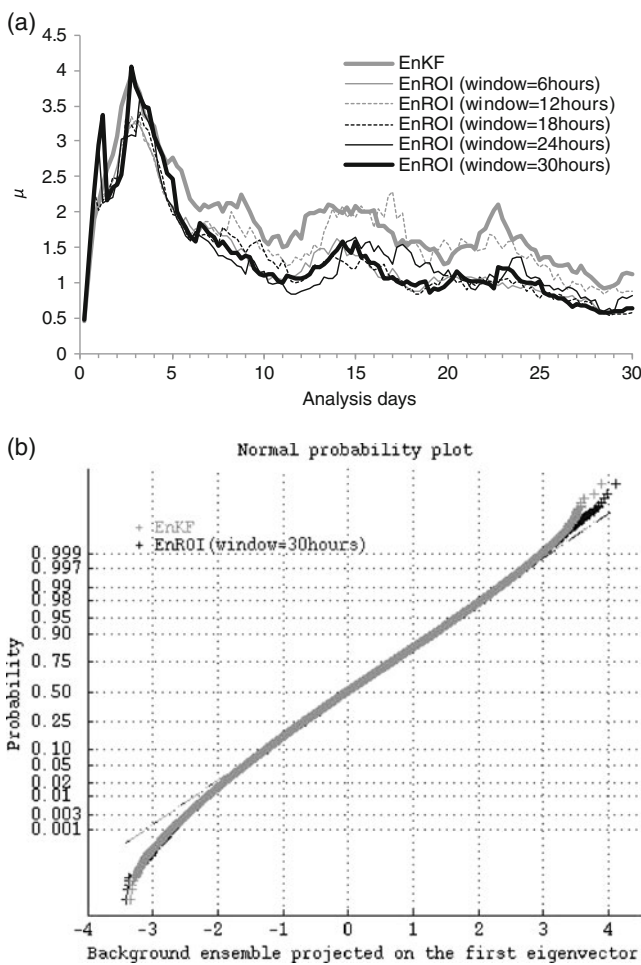 (a)
4.5
4
3.5
3
2.5
2
1.5
1
0.5
0
μ
EnKF
EnROI (window=6hours)
EnROI (window=12hours)
EnROI (window=18hours)
EnROI (window=24hours)
EnROI (window=30hours)
0 5 10 15 20 25 30
Analysis days
(b)
Normal probability plot
+ EnKF
+ EnROI(window=30hours)
0.999
0.997
0.99
0.98
0.95
0.90
0.75
0.50
0.25
0.10
0.05
0.02
0.01
0.003
0.001
Probability
-4 -3 -2 -1 0 1 2 3 4
Background ensemble projected on the first eigenvector